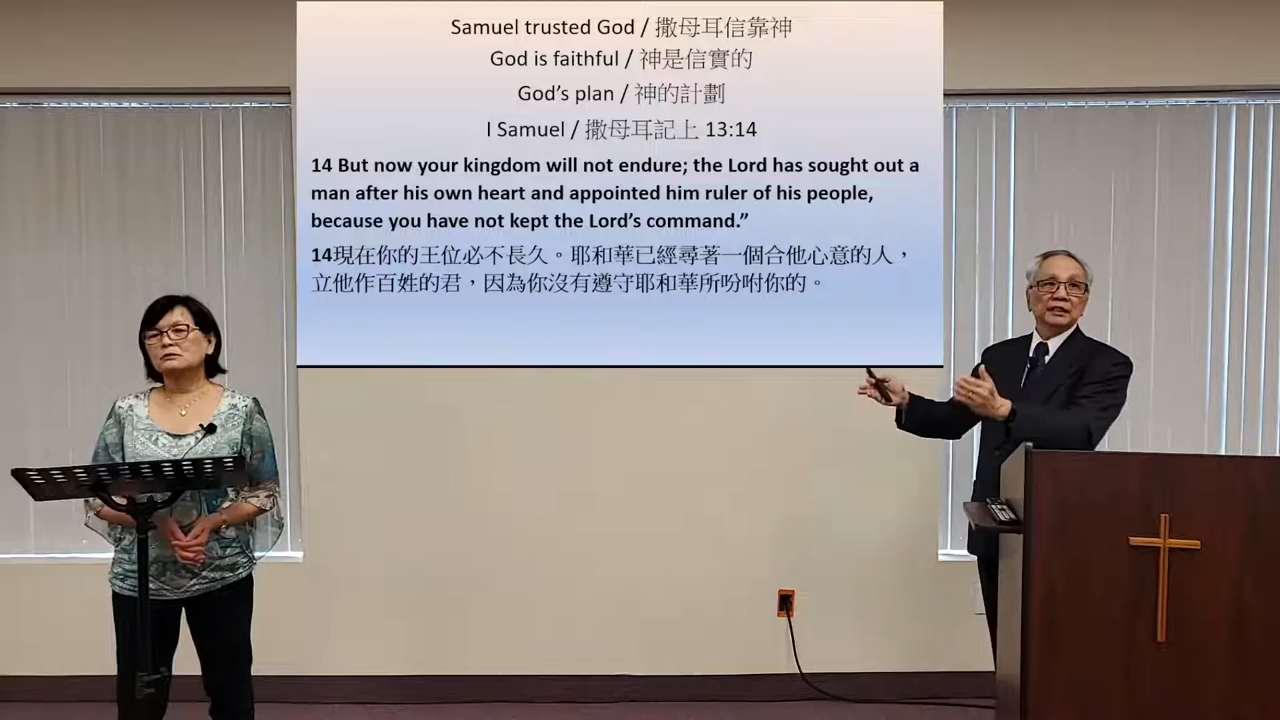 Samuel trusted God / 撒母耳信靠神
God is faithful / 神是信實的
God's plan / 神的計劃
I Samuel / 撒母耳記上 13:14
14 But now your kingdom will not endure; the Lord has sought out a
man after his own heart and appointed him ruler of his people,
because you have not kept the Lord's command.”
14現在你的王位必不長久。耶和華已經尋著一個合他心意的人，
立他作百姓的君，因為你沒有遵守耶和華所吩咐你的。